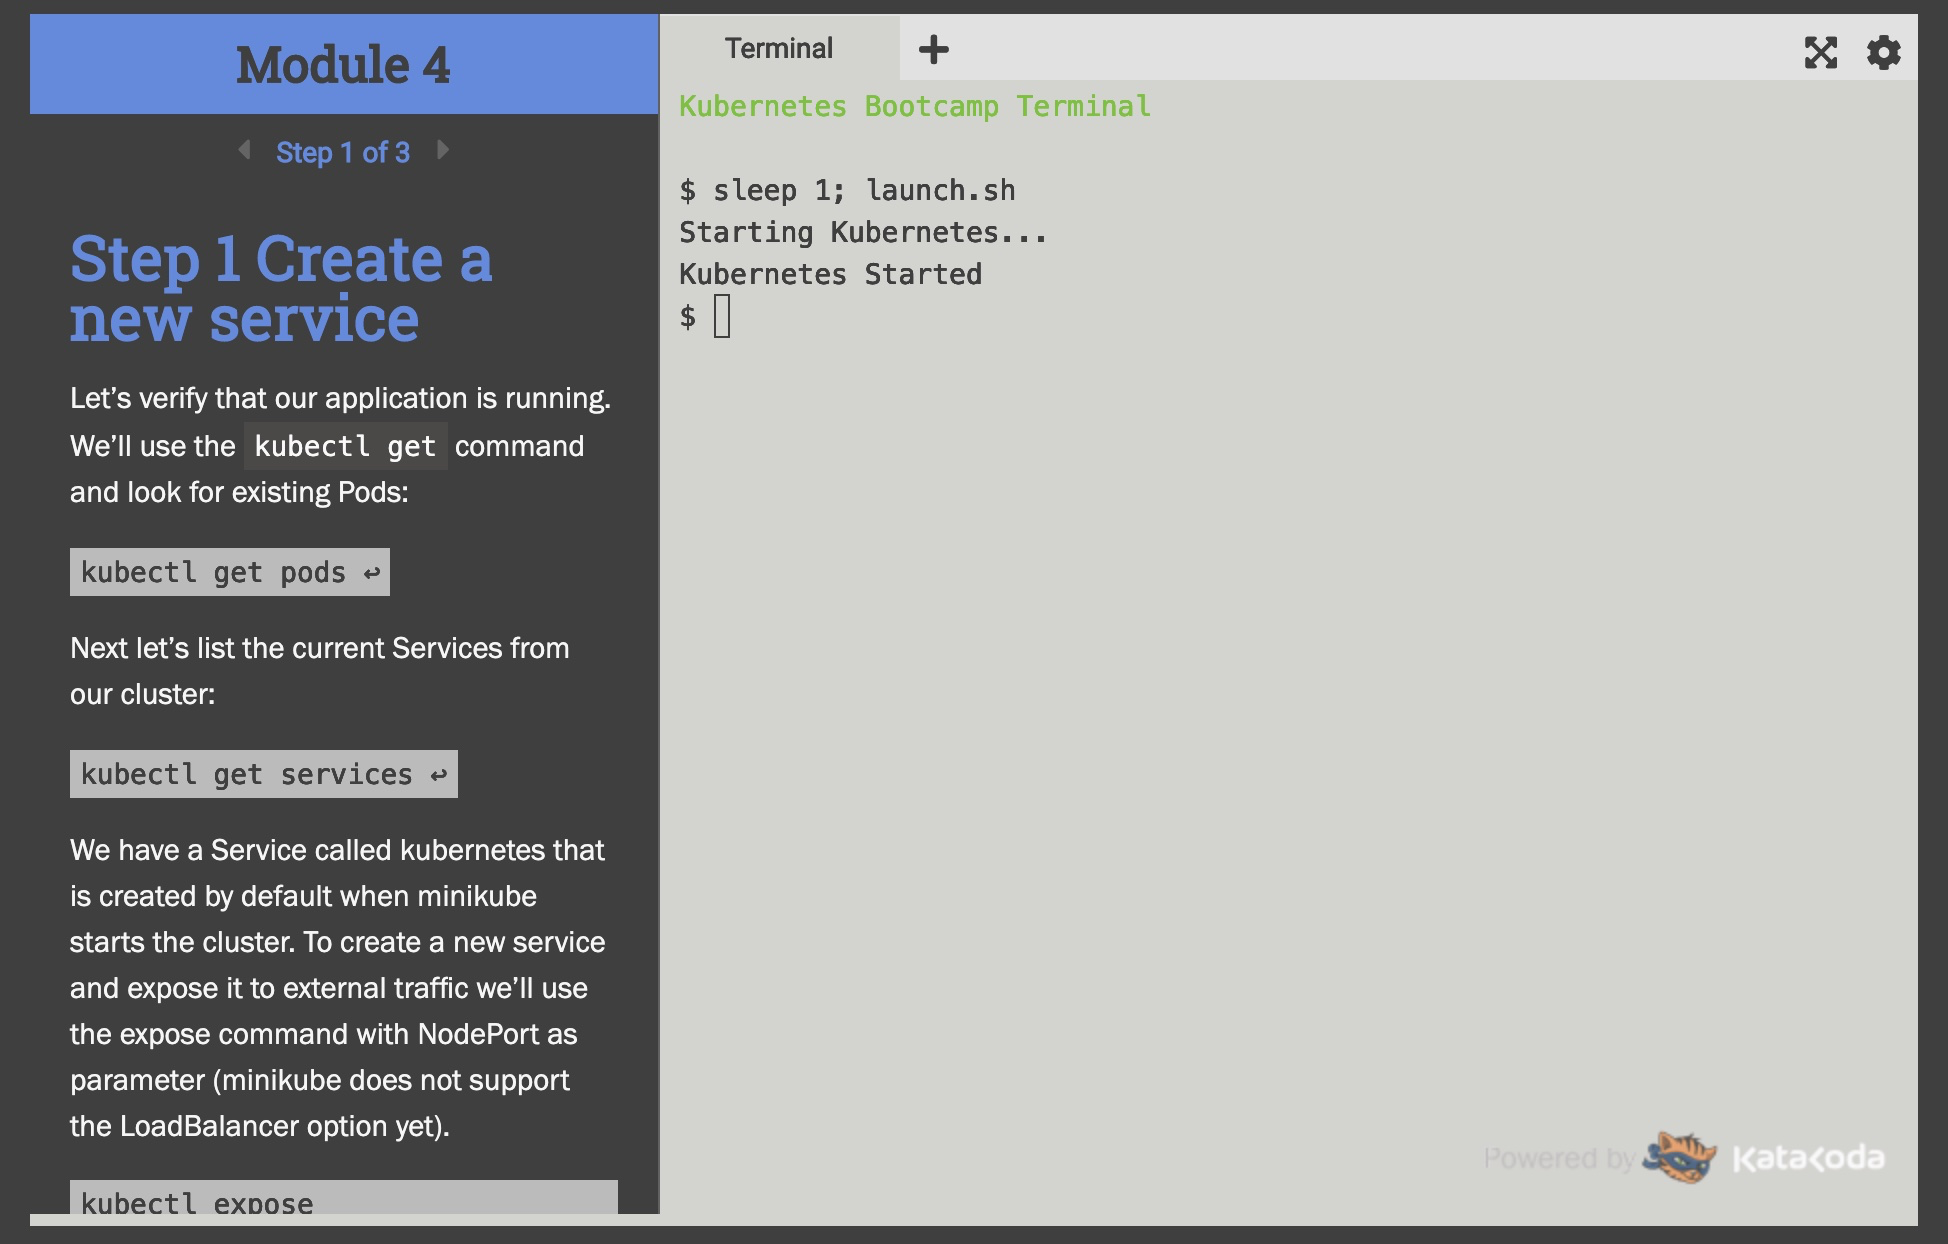 Module 4
Step 1 of 3
Step 1 Create a
new service
Let’s verify that our application is running.
We’ll use the kubectl get command
and look for existing Pods:
kubectl get pods ↩
Next let’s list the current Services from
our cluster:
kubectl get services ↩
We have a Service called kubernetes that
is created by default when minikube
starts the cluster. To create a new service
and expose it to external traffic we’ll use
the expose command with NodePort as
parameter (minikube does not support
the LoadBalancer option yet).
kubectl expose
Terminal
Kubernetes Bootcamp Terminal
$ sleep 1; launch.sh
Starting Kubernetes...
Kubernetes Started
$
Powered by Katakoda